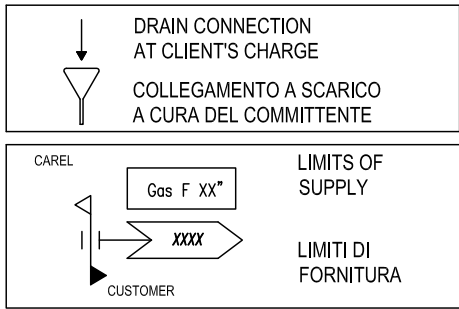 DRAIN CONNECTION
AT CLIENT'S CHARGE
COLLEGAMENTO A SCARICO
A CURA DEL COMMITTENTE
CAREL
LIMITS OF
SUPPLY
Gas F XX"
XXXX
LIMITI DI
FORNITURA
CUSTOMER